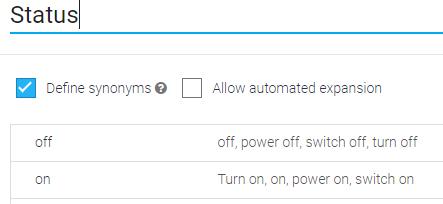 Status
Define synonyms ? Allow automated expansion
off off, power off, switch off, turn off
on Turn on, on, power on, switch on